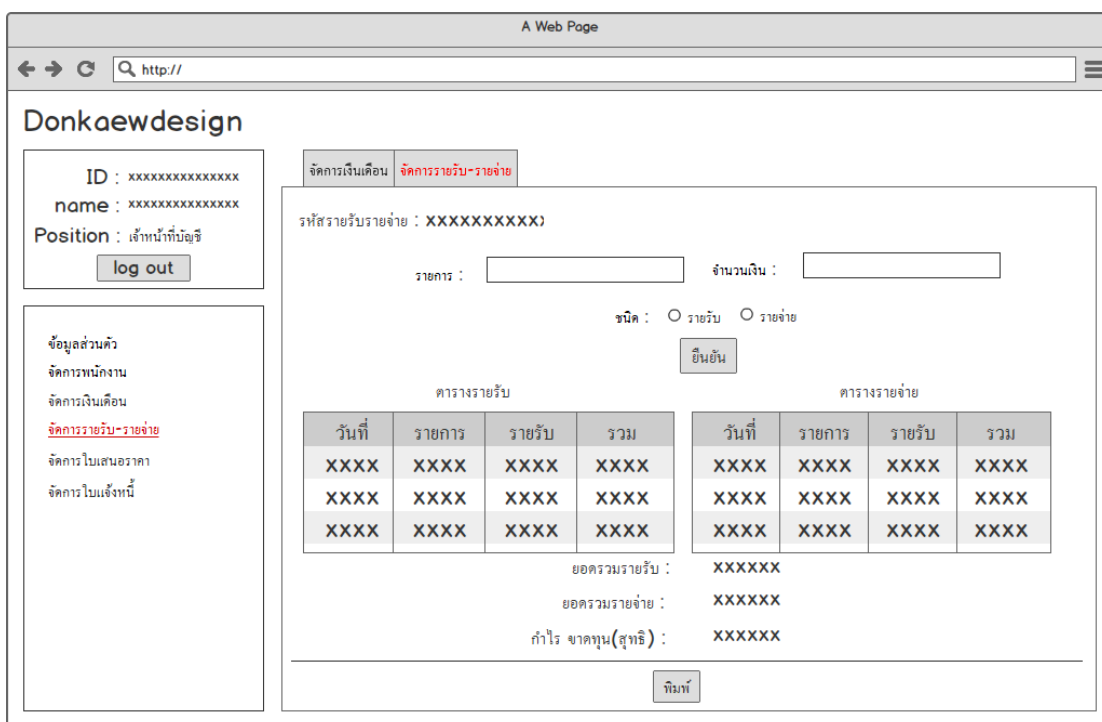 A Web Page
http://
Donkaewdesign
ID : xxxxxxxxxxxxxxx
name : xxxxxxxxxxxxxxx
Position : เจ้าหน้าที่บัญชี
log out
ข้อมูลส่วนตัว
จัดการพนักงาน
จัดการเงินเดือน
จัดการรายรับ-รายจ่าย
จัดการใบเสนอราคา
จัดการใบแจ้งหนี้
จัดการเงินเดือน จัดการรายรับ-รายจ่าย
รหัสรายรับรายจ่าย : XXXXXXXXXXX
รายการ : จำนวนเงิน :
ชนิด : รายรับ รายจ่าย
ยืนยัน
ตารางรายรับ ตารางรายจ่าย
วันที่ รายการ รายรับ รวม วันที่ รายการ รายรับ รวม
XXXX XXXX XXXX XXXX XXXX XXXX XXXX XXXX
XXXX XXXX XXXX XXXX XXXX XXXX XXXX XXXX
XXXX XXXX XXXX XXXX XXXX XXXX XXXX XXXX
ยอดรวมรายรับ : XXXXXX
ยอดรวมรายจ่าย : XXXXXX
กำไร ขาดทุน(สุทธิ) : XXXXXX
พิมพ์